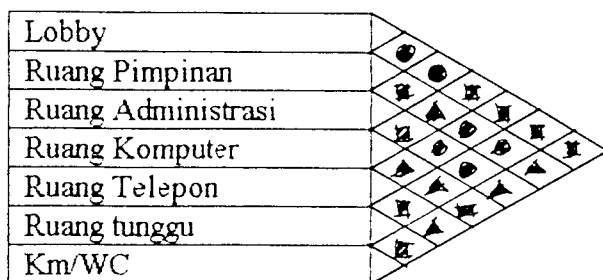 Lobby
Ruang Pimpinan
Ruang Administrasi
Ruang Komputer
Ruang Telepon
Ruang tunggu
Km/WC